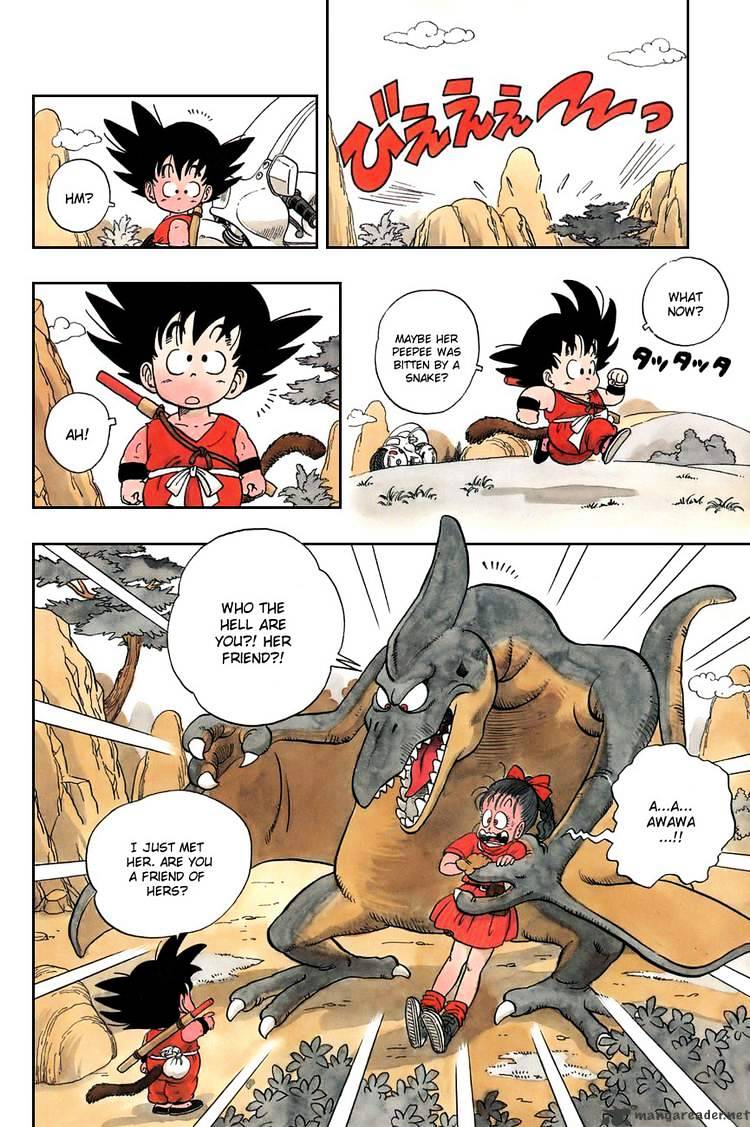 びえええーっ
HM?
WHAT
NOW?
タッタッタ
MAYBE HER
PEEPEE WAS
BITTEN BY A
SNAKE?
AH!
WHO THE
HELL ARE
YOU?! HER
FRIEND?!
A...A...
AWAWA
...!!
I JUST MET
HER. ARE YOU
A FRIEND OF
HERS?
mangareader.net